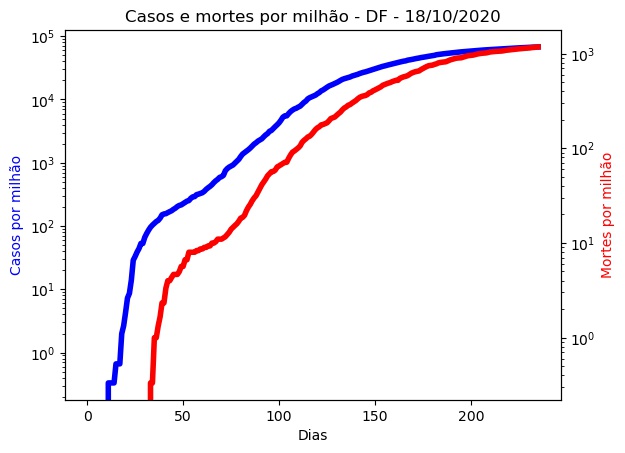 Casos e mortes por milhão - DF - 18/10/2020
Casos por milhão
10⁵
10⁴
10³
10²
10¹
10⁰
10³
10²
10¹
10⁰
Mortes por milhão
0 50 100 150 200
Dias